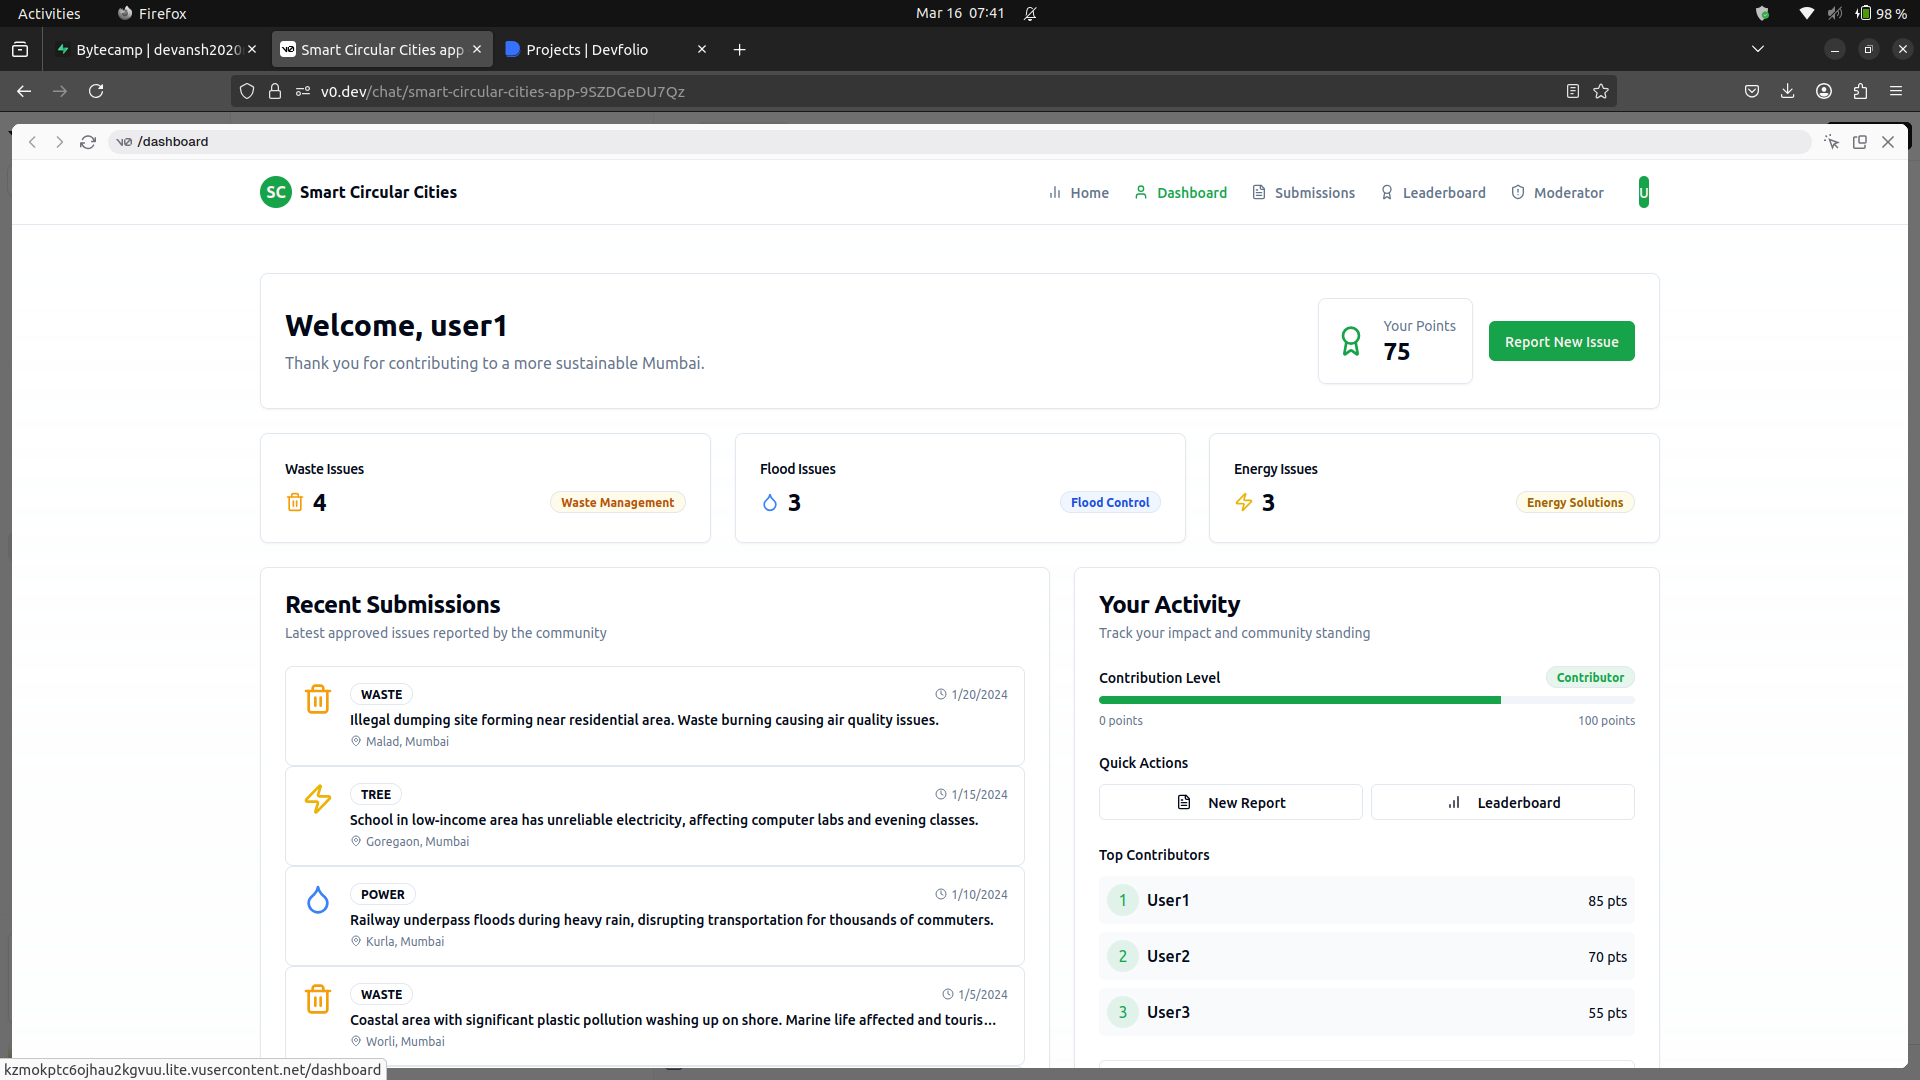 Activities Firefox Mar 16 07:41 98 %
Bytecamp | devansh2020 Smart Circular Cities app Projects | Devfolio
v0.dev/chat/smart-circular-cities-app-9SZDGeDU7Qz
v0 /dashboard
SC Smart Circular Cities Home Dashboard Submissions Leaderboard Moderator U
Welcome, user1
Thank you for contributing to a more sustainable Mumbai.
Your Points
75
Report New Issue
Waste Issues
4 Waste Management
Flood Issues
3 Flood Control
Energy Issues
3 Energy Solutions
Recent Submissions
Latest approved issues reported by the community
WASTE 1/20/2024
Illegal dumping site forming near residential area. Waste burning causing air quality issues.
Malad, Mumbai
TREE 1/15/2024
School in low-income area has unreliable electricity, affecting computer labs and evening classes.
Goregaon, Mumbai
POWER 1/10/2024
Railway underpass floods during heavy rain, disrupting transportation for thousands of commuters.
Kurla, Mumbai
WASTE 1/5/2024
Coastal area with significant plastic pollution washing up on shore. Marine life affected and touris...
Worli, Mumbai
Your Activity
Track your impact and community standing
Contribution Level Contributor
0 points 100 points
Quick Actions
New Report Leaderboard
Top Contributors
1 User1 85 pts
2 User2 70 pts
3 User3 55 pts
kzmokptc6ojhau2kgvuu.lite.vusercontent.net/dashboard